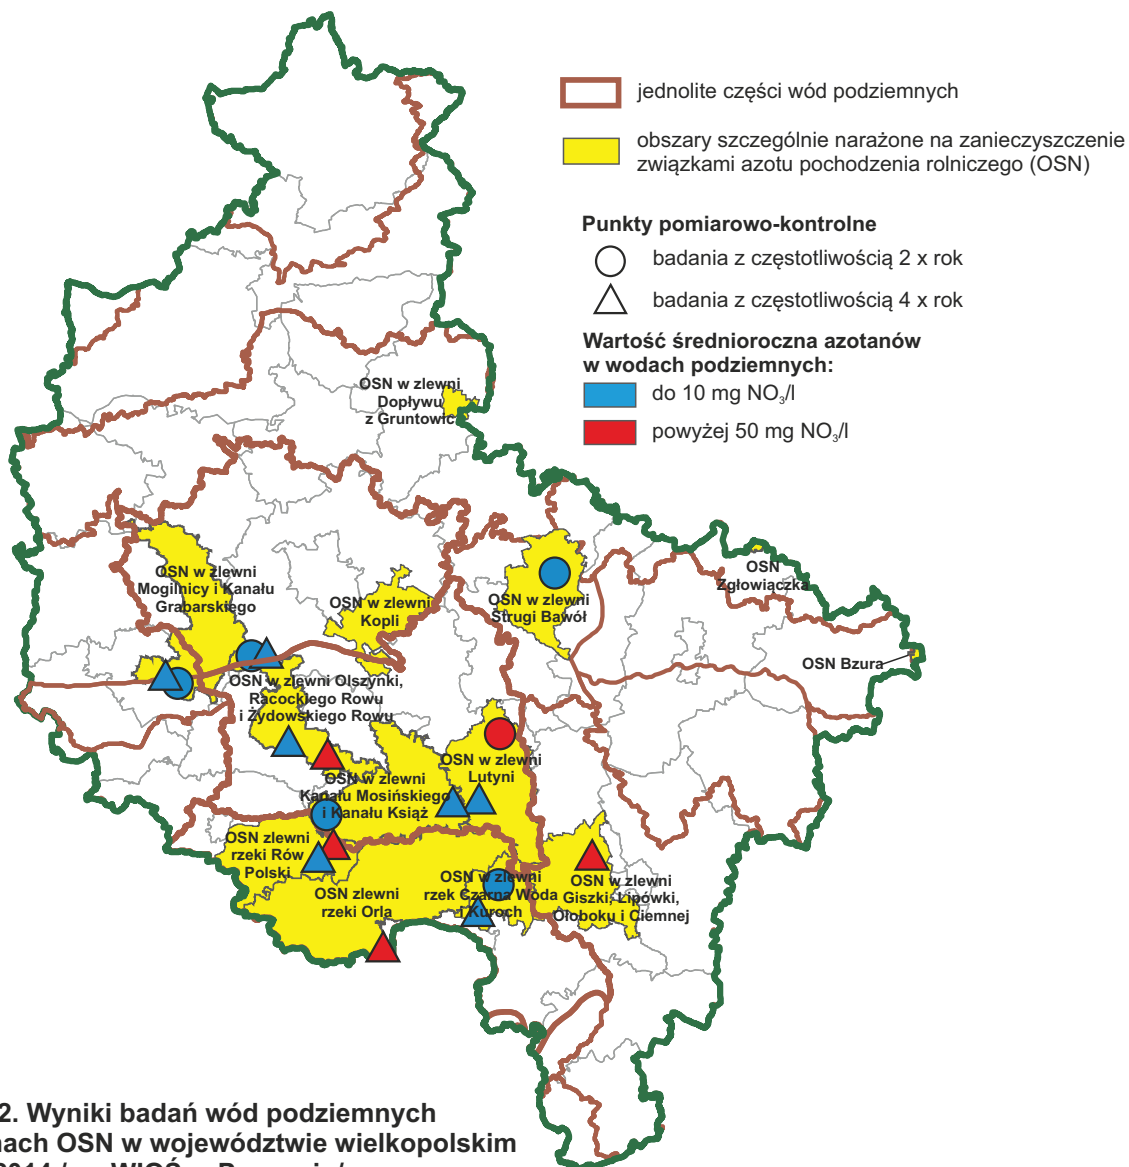 jednolite części wód podziemnych
obszary szczególnie narażone na zanieczyszczenie
związkami azotu pochodzenia rolniczego (OSN)
Punkty pomiarowo-kontrolne
badania z częstotliwością 2 x rok
badania z częstotliwością 4 x rok
Wartość średnioroczna azotanów
w wodach podziemnych:
do 10 mg NO₃/l
powyżej 50 mg NO₃/l
OSN w zlewni
Dopływu
z Gruntowic
OSN w zlewni
Mogilnicy i Kanału
Grabarskiego
OSN w zlewni
Kopli
OSN w zlewni
Strugi Bawół
OSN
Zgłowiączka
OSN Bzura
OSN w zlewni Olszynki,
Racockiego Rowu
i Żydowskiego Rowu
OSN w zlewni
Lutyni
OSN w zlewni
Kanału Mosińskiego
i Kanału Książ
OSN zlewni
rzeki Rów
Polski
OSN zlewni
rzeki Orla
OSN w zlewni
rzek Czarna Woda
i Kuroch
OSN w zlewni
Giszki, Lipówki,
Ołoboku i Ciemnej
2. Wyniki badań wód podziemnych
nach OSN w województwie wielkopolskim